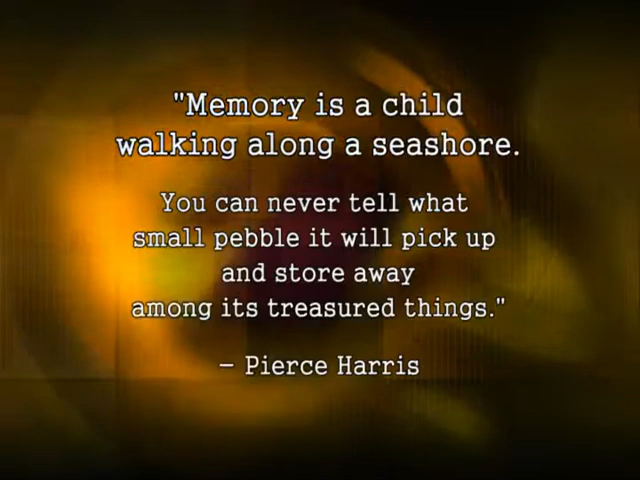 "Memory is a child
walking along a seashore.
You can never tell what
small pebble it will pick up
and store away
among its treasured things."
– Pierce Harris